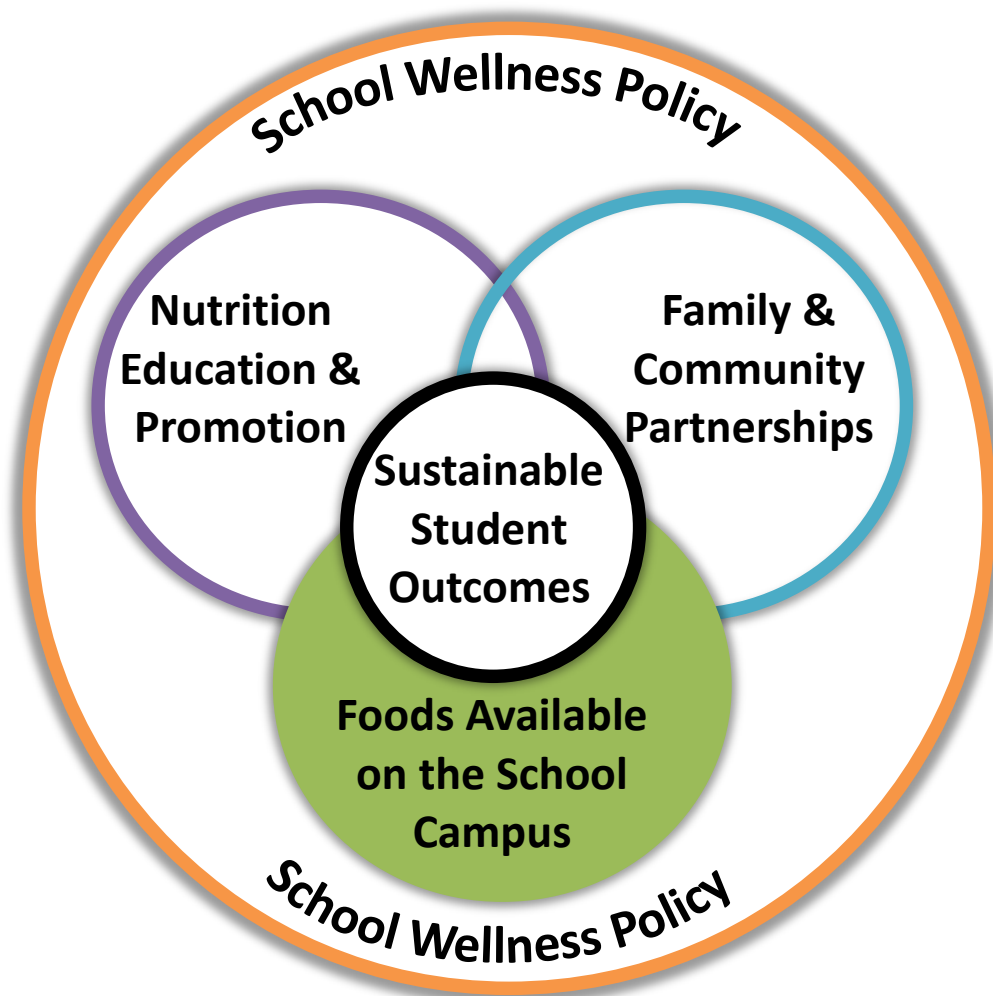 School Wellness Policy
Nutrition
Education &
Promotion
Family &
Community
Partnerships
Sustainable
Student
Outcomes
Foods Available
on the School
Campus
School Wellness Policy